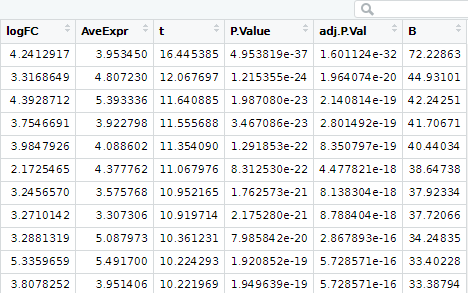 logFC AveExpr t P.Value adj.P.Val B
4.2412917 3.953450 16.445385 4.953819e-37 1.601124e-32 72.22863
3.3168649 4.807230 12.067697 1.215355e-24 1.964074e-20 44.93101
4.3928712 5.393336 11.640885 1.987080e-23 2.140814e-19 42.24251
3.7546691 3.922798 11.555688 3.467086e-23 2.801492e-19 41.70671
3.9847926 4.088602 11.354090 1.291853e-22 8.350797e-19 40.44034
2.1725465 4.377762 11.067976 8.312530e-22 4.477821e-18 38.64738
3.2456570 3.575768 10.952165 1.762573e-21 8.138304e-18 37.92334
3.2710142 3.307306 10.919714 2.175280e-21 8.788404e-18 37.72066
3.2881319 5.087973 10.361231 7.985842e-20 2.867893e-16 34.24835
5.3359659 5.491700 10.224293 1.920852e-19 5.728571e-16 33.40228
3.8078252 3.951406 10.221969 1.949639e-19 5.728571e-16 33.38794